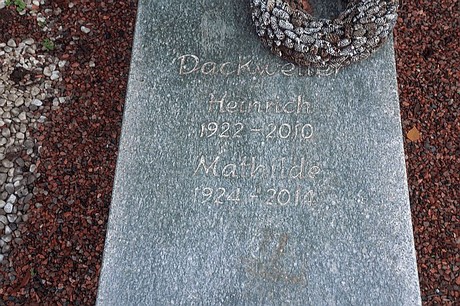 Dackweiler
Heinrich
1922 - 2010
Mathilde
1924 - 2014